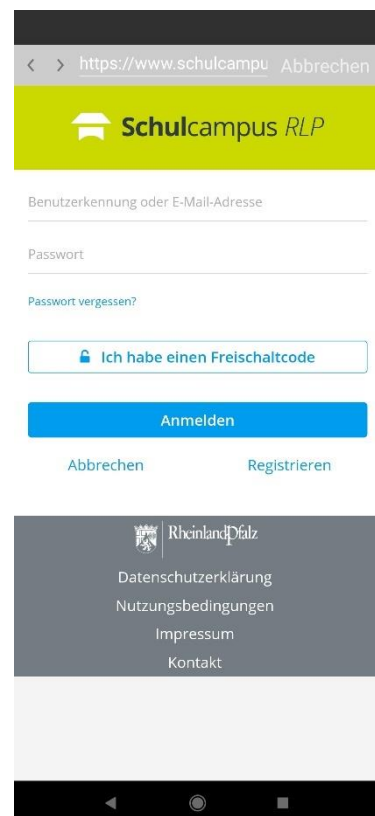 https://www.schulcampu Abbrechen
Schulcampus RLP
Benutzerkennung oder E-Mail-Adresse
Passwort
Passwort vergessen?
Ich habe einen Freischaltcode
Anmelden
Abbrechen Registrieren
RheinlandPfalz
Datenschutzerklärung
Nutzungsbedingungen
Impressum
Kontakt